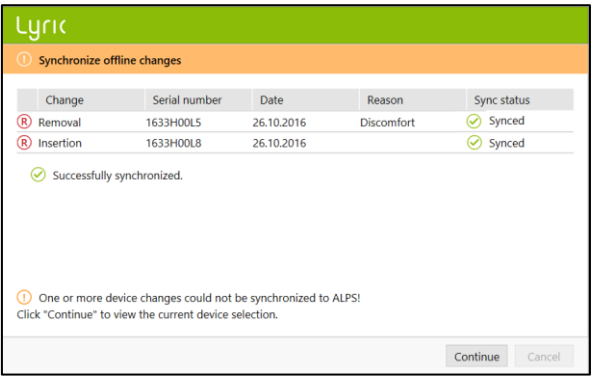 Lyric
Synchronize offline changes
Change Serial number Date Reason Sync status
R Removal 1633H00L5 26.10.2016 Discomfort Synced
R Insertion 1633H00L8 26.10.2016 Synced
Successfully synchronized.
! One or more device changes could not be synchronized to ALPS!
Click "Continue" to view the current device selection.
Continue Cancel